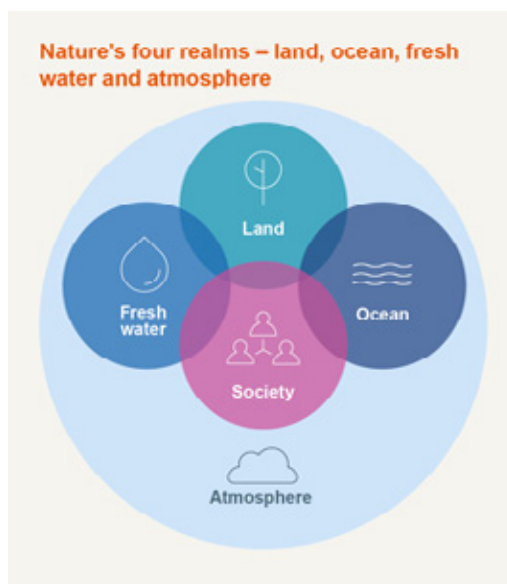 Nature's four realms – land, ocean, fresh
water and atmosphere
Land
Fresh
water
Ocean
Society
Atmosphere